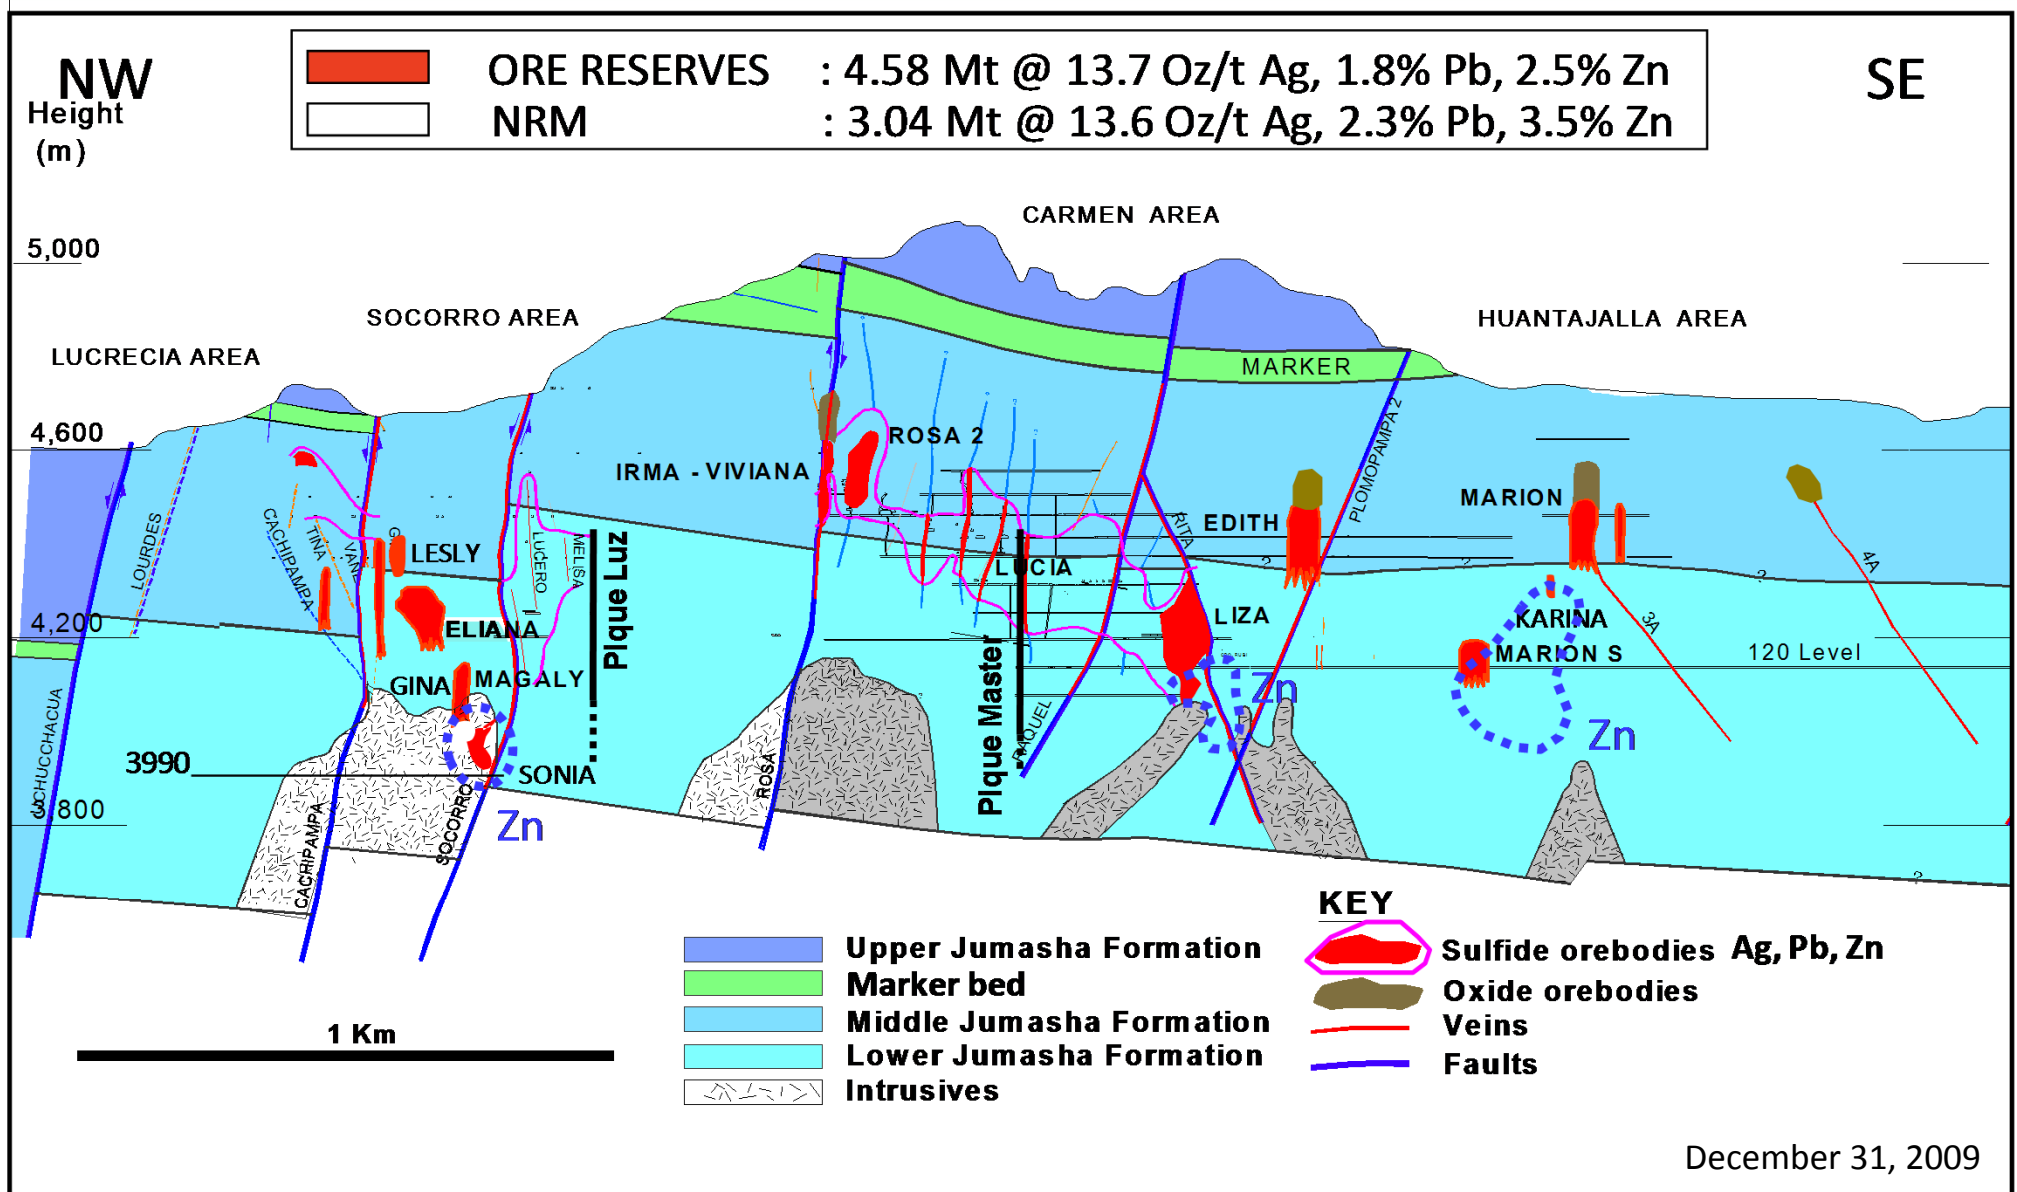 NW
Height
(m)
ORE RESERVES : 4.58 Mt @ 13.7 Oz/t Ag, 1.8% Pb, 2.5% Zn
NRM : 3.04 Mt @ 13.6 Oz/t Ag, 2.3% Pb, 3.5% Zn
SE
CARMEN AREA
5,000
SOCORRO AREA
HUANTAJALLA AREA
LUCRECIA AREA
MARKER
4,600
ROSA 2
IRMA - VIVIANA
PLOMOPAMPA 2
MARION
EDITH
RITA
LOURDES
CACHIPAMPA
TINA
VANE
G
LESLY
LUCERO
MELISA
Pique Luz
LUCIA
4A
?
?
?
4,200
ELIANA
LIZA
KARINA
3A
MARION S
120 Level
GINA
MAGALY
Zn
Zn
Pique Master
RAQUEL
CHUCCHACUA
3990
SONIA
ROSA
3,800
CACRIPAMPA
SOCORRO
Zn
?
KEY
Upper Jumasha Formation
Marker bed
Middle Jumasha Formation
Lower Jumasha Formation
Intrusives
Sulfide orebodies Ag, Pb, Zn
Oxide orebodies
Veins
Faults
1 Km
December 31, 2009